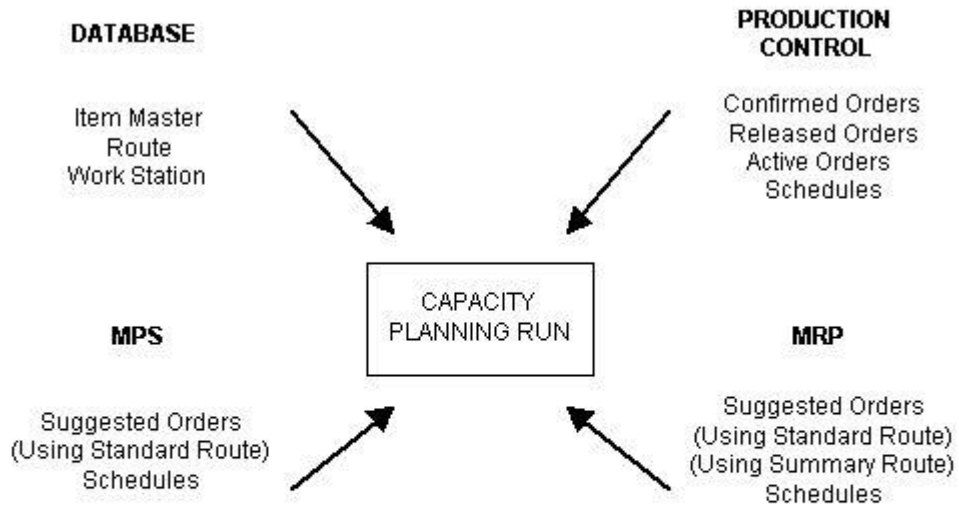 DATABASE
Item Master
Route
Work Station
PRODUCTION
CONTROL
Confirmed Orders
Released Orders
Active Orders
Schedules
CAPACITY
PLANNING RUN
MPS
Suggested Orders
(Using Standard Route)
Schedules
MRP
Suggested Orders
(Using Standard Route)
(Using Summary Route)
Schedules